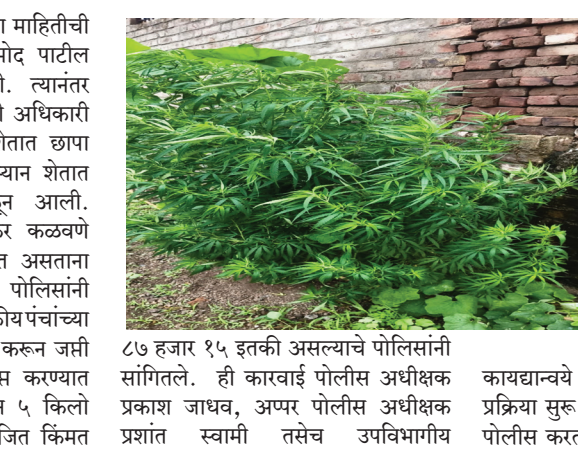 माहितीची
मोद पाटील
त्यानंतर
अधिकारी
शेतात छापा
शेतात
आली.
कळवणे
असताना
पोलिसांनी
पंचांच्या
करून जप्ती
करण्यात
५ किलो
किंमत
८७ हजार १५ इतकी असल्याचे पोलिसांनी
सांगितले. ही कारवाई पोलीस अधीक्षक
प्रकाश जाधव, अप्पर पोलीस अधीक्षक
प्रशांत स्वामी तसेच उपविभागीय
कायद्यान्वये
प्रक्रिया सुरू
पोलीस कर